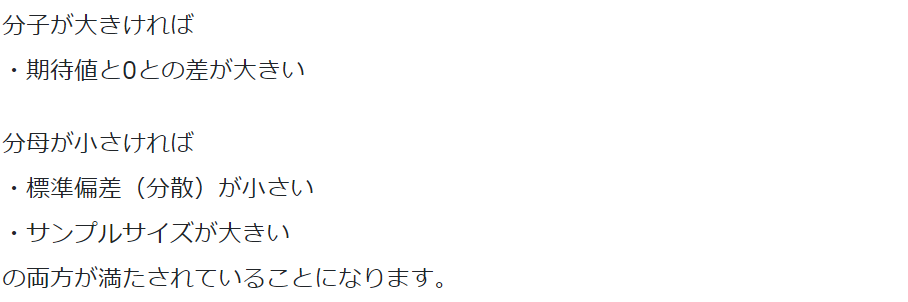 分子が大きければ
・期待値と0との差が大きい
分母が小さければ
・標準偏差（分散）が小さい
・サンプルサイズが大きい
の両方が満たされていることになります。